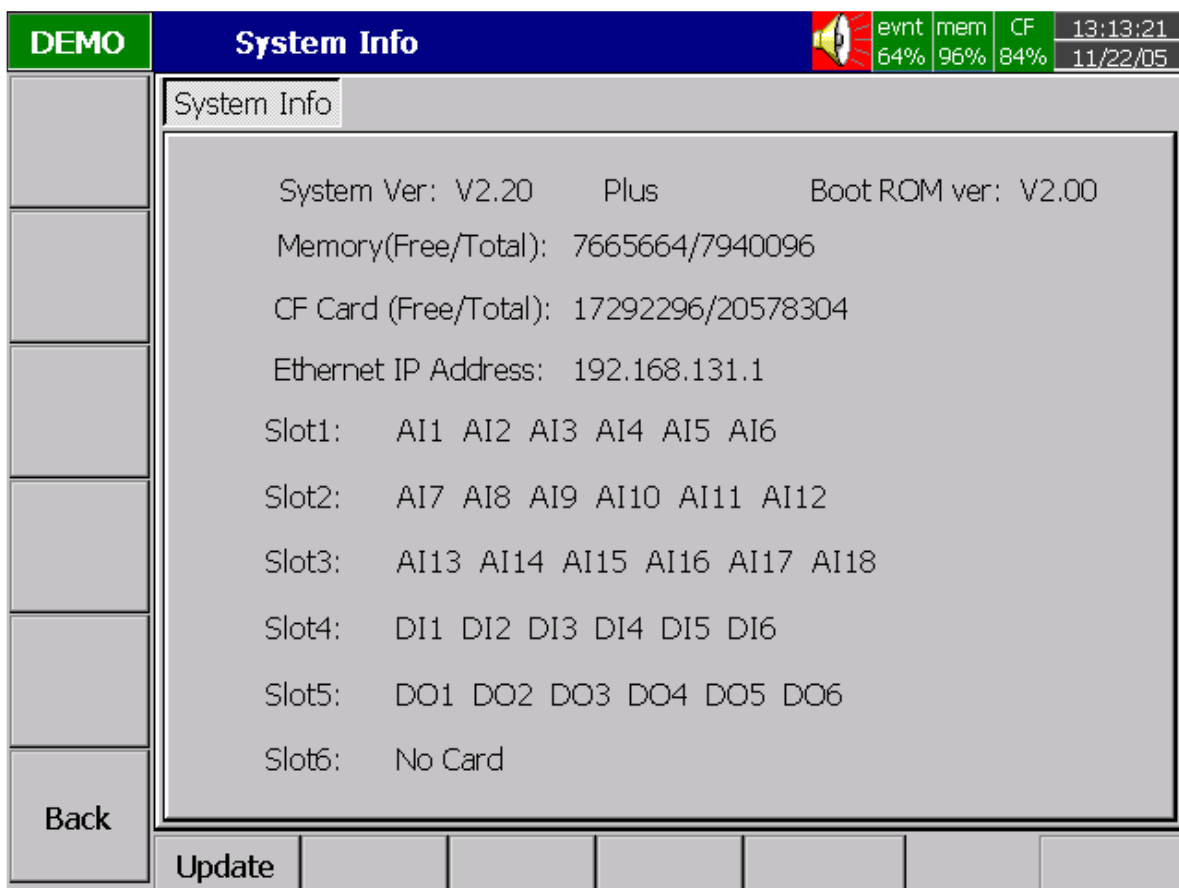 DEMO System Info evnt mem CF 13:13:21
64% 96% 84% 11/22/05
System Info
System Ver: V2.20 Plus Boot ROM ver: V2.00
Memory(Free/Total): 7665664/7940096
CF Card (Free/Total): 17292296/20578304
Ethernet IP Address: 192.168.131.1
Slot1: AI1 AI2 AI3 AI4 AI5 AI6
Slot2: AI7 AI8 AI9 AI10 AI11 AI12
Slot3: AI13 AI14 AI15 AI16 AI17 AI18
Slot4: DI1 DI2 DI3 DI4 DI5 DI6
Slot5: DO1 DO2 DO3 DO4 DO5 DO6
Slot6: No Card
Back
Update